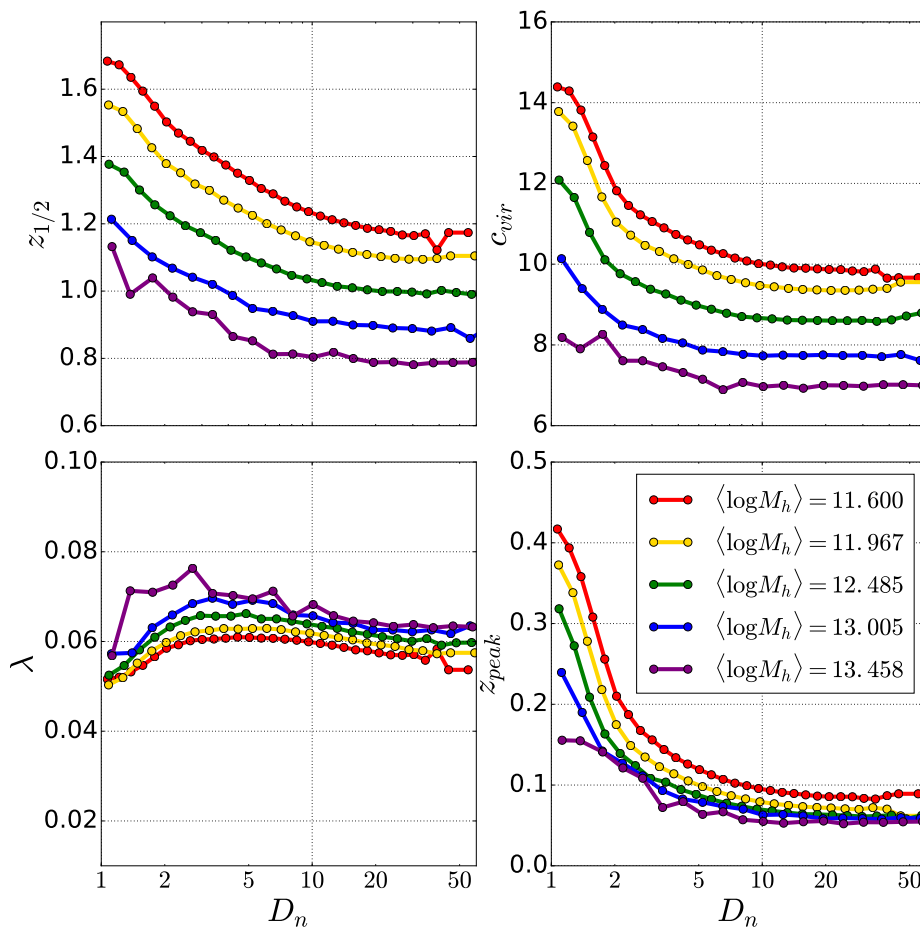 1.6
1.4
1.2
1.0
0.8
0.6
z_{1/2}
16
14
12
10
8
6
c_{vir}
0.10
0.08
0.06
0.04
0.02
λ
1 2 5 10 20 50
D_n
0.5
0.4
0.3
0.2
0.1
0.0
z_{peak}
⟨logM_h⟩=11.600
⟨logM_h⟩=11.967
⟨logM_h⟩=12.485
⟨logM_h⟩=13.005
⟨logM_h⟩=13.458
1 2 5 10 20 50
D_n